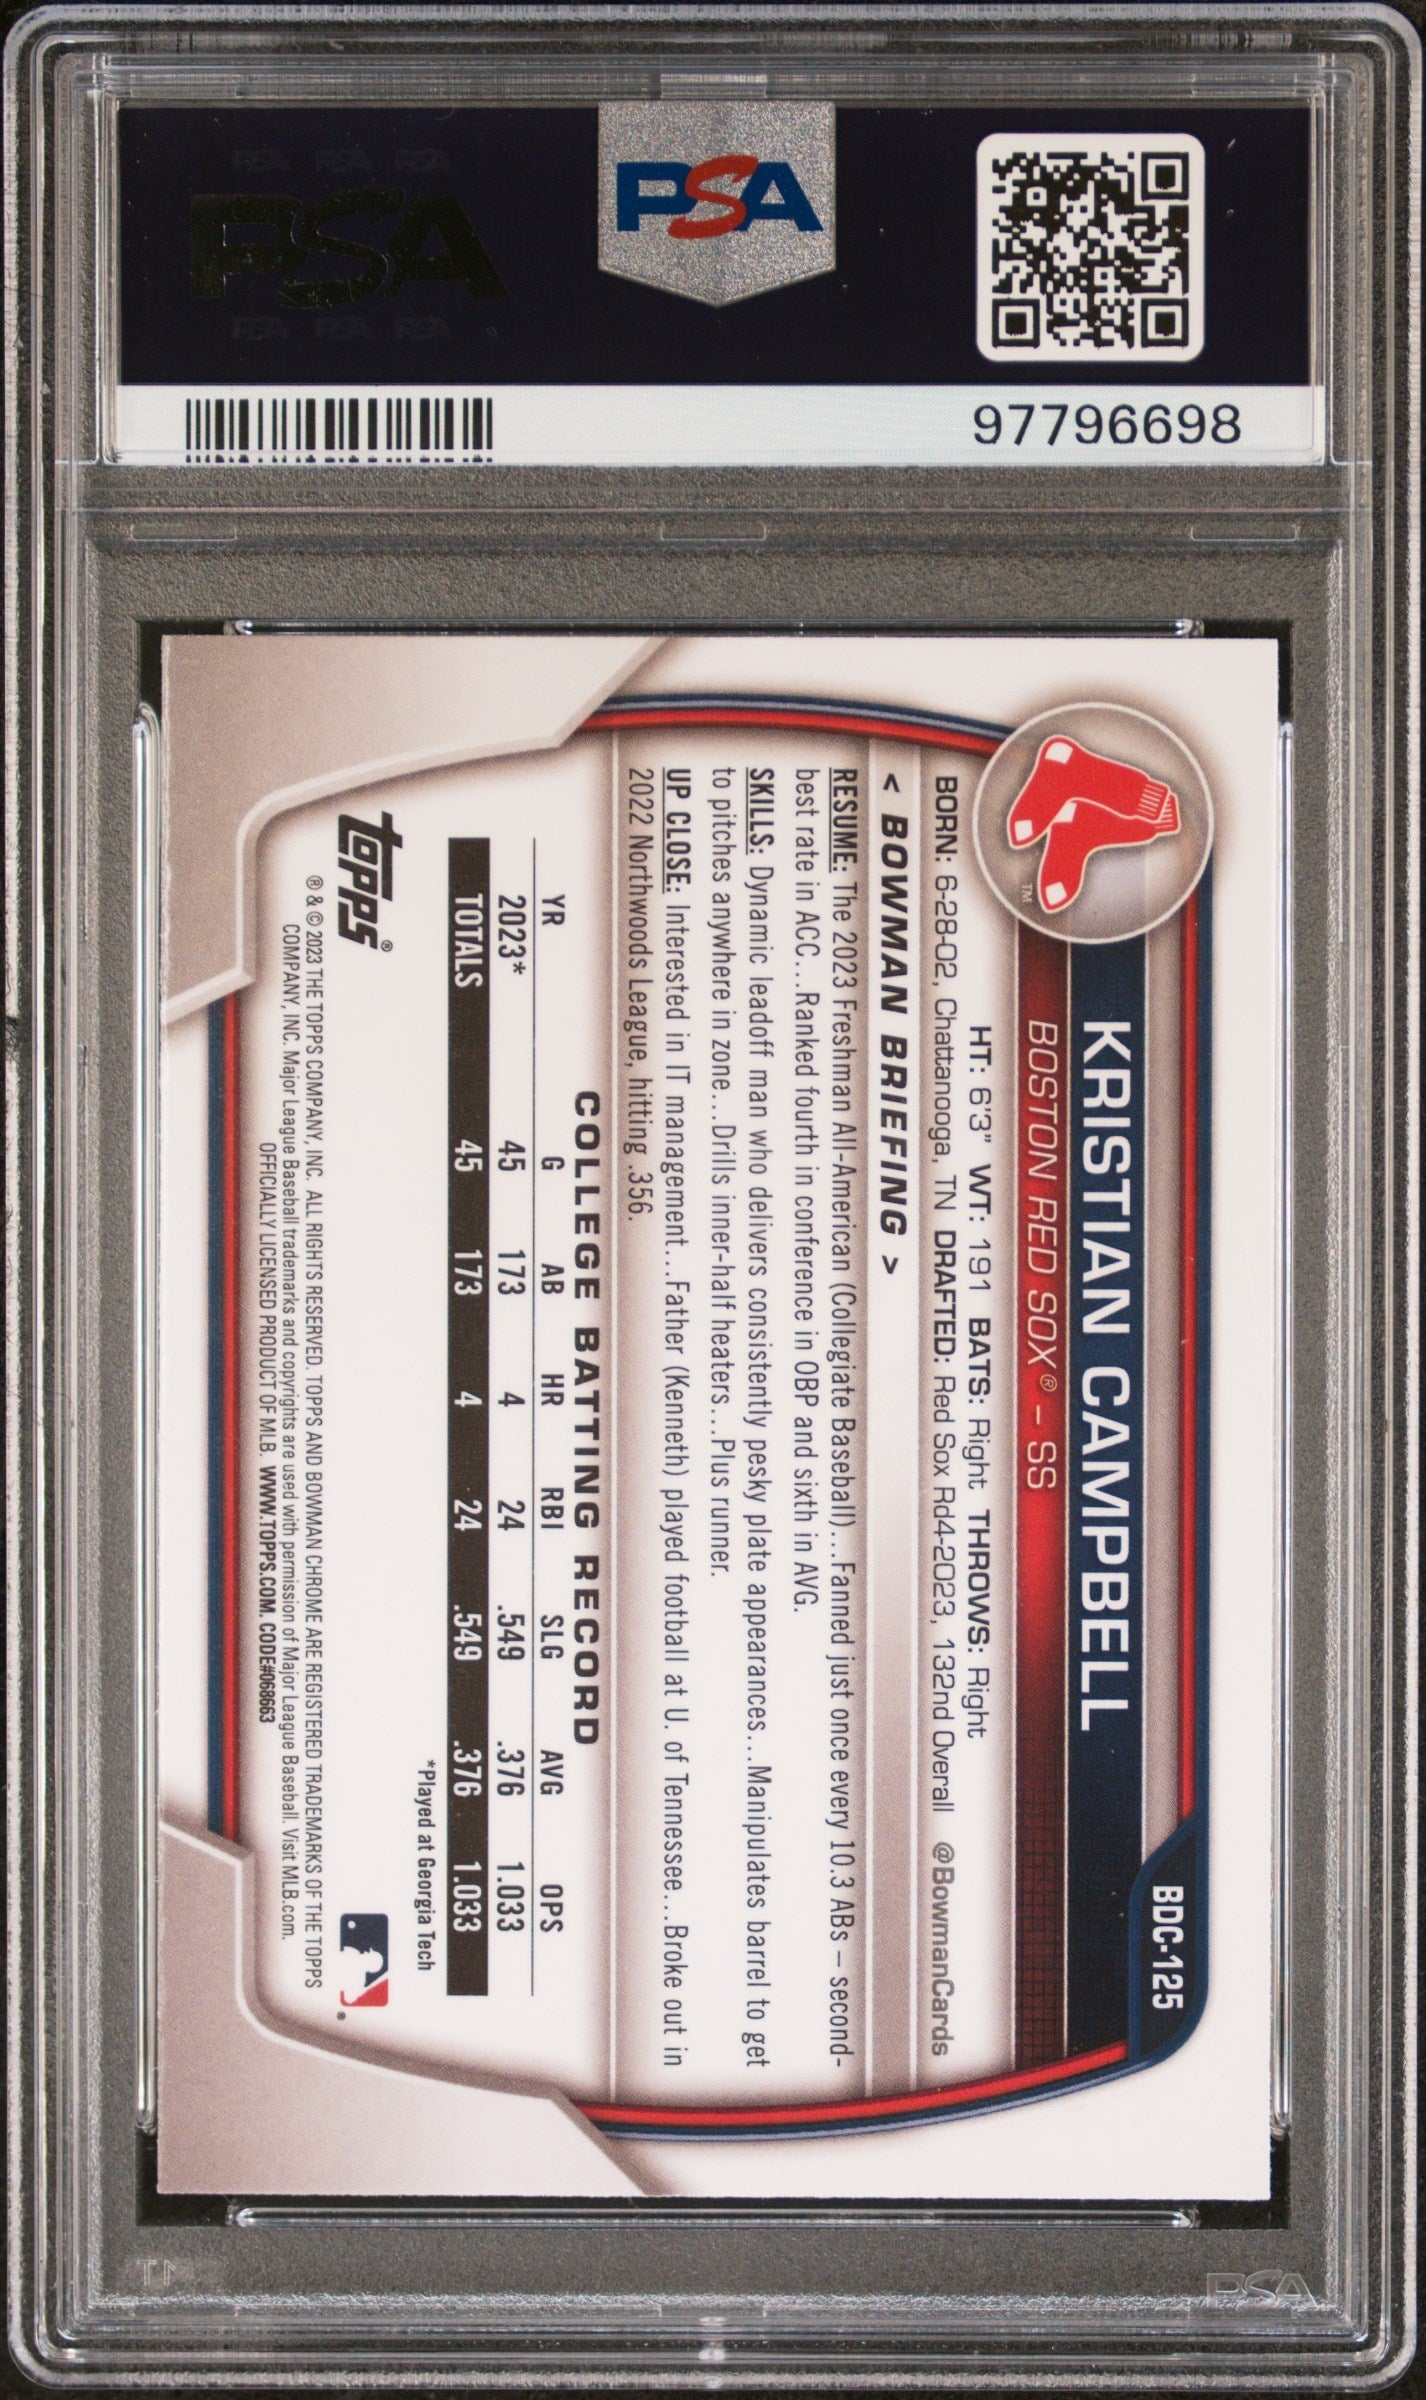 PSA PSA PSA
PSA
PSA PSA PSA
PSA
97796698
BDC-125
KRISTIAN CAMPBELL
BOSTON RED SOX® – SS
HT: 6'3" WT: 191 BATS: Right THROWS: Right
BORN: 6-28-02, Chattanooga, TN DRAFTED: Red Sox Rd4-2023, 132nd Overall @BowmanCards
< BOWMAN BRIEFING >
RESUME: The 2023 Freshman All-American (Collegiate Baseball)...Fanned just once every 10.3 ABs – second-
best rate in ACC...Ranked fourth in conference in OBP and sixth in AVG.
SKILLS: Dynamic leadoff man who delivers consistently pesky plate appearances...Manipulates barrel to get
to pitches anywhere in zone...Drills inner-half heaters...Plus runner.
UP CLOSE: Interested in IT management...Father (Kenneth) played football at U. of Tennessee...Broke out in
2022 Northwoods League, hitting .356.
COLLEGE BATTING RECORD
YR G AB HR RBI SLG AVG OPS
2023* 45 173 4 24 .549 .376 1.033
TOTALS 45 173 4 24 .549 .376 1.033
*Played at Georgia Tech
topps®
® & © 2023 THE TOPPS COMPANY, INC. ALL RIGHTS RESERVED. TOPPS AND BOWMAN CHROME ARE REGISTERED TRADEMARKS OF THE TOPPS
COMPANY, INC. Major League Baseball trademarks and copyrights are used with permission of Major League Baseball. Visit MLB.com.
OFFICIALLY LICENSED PRODUCT OF MLB. WWW.TOPPS.COM. CODE#068663
PSA